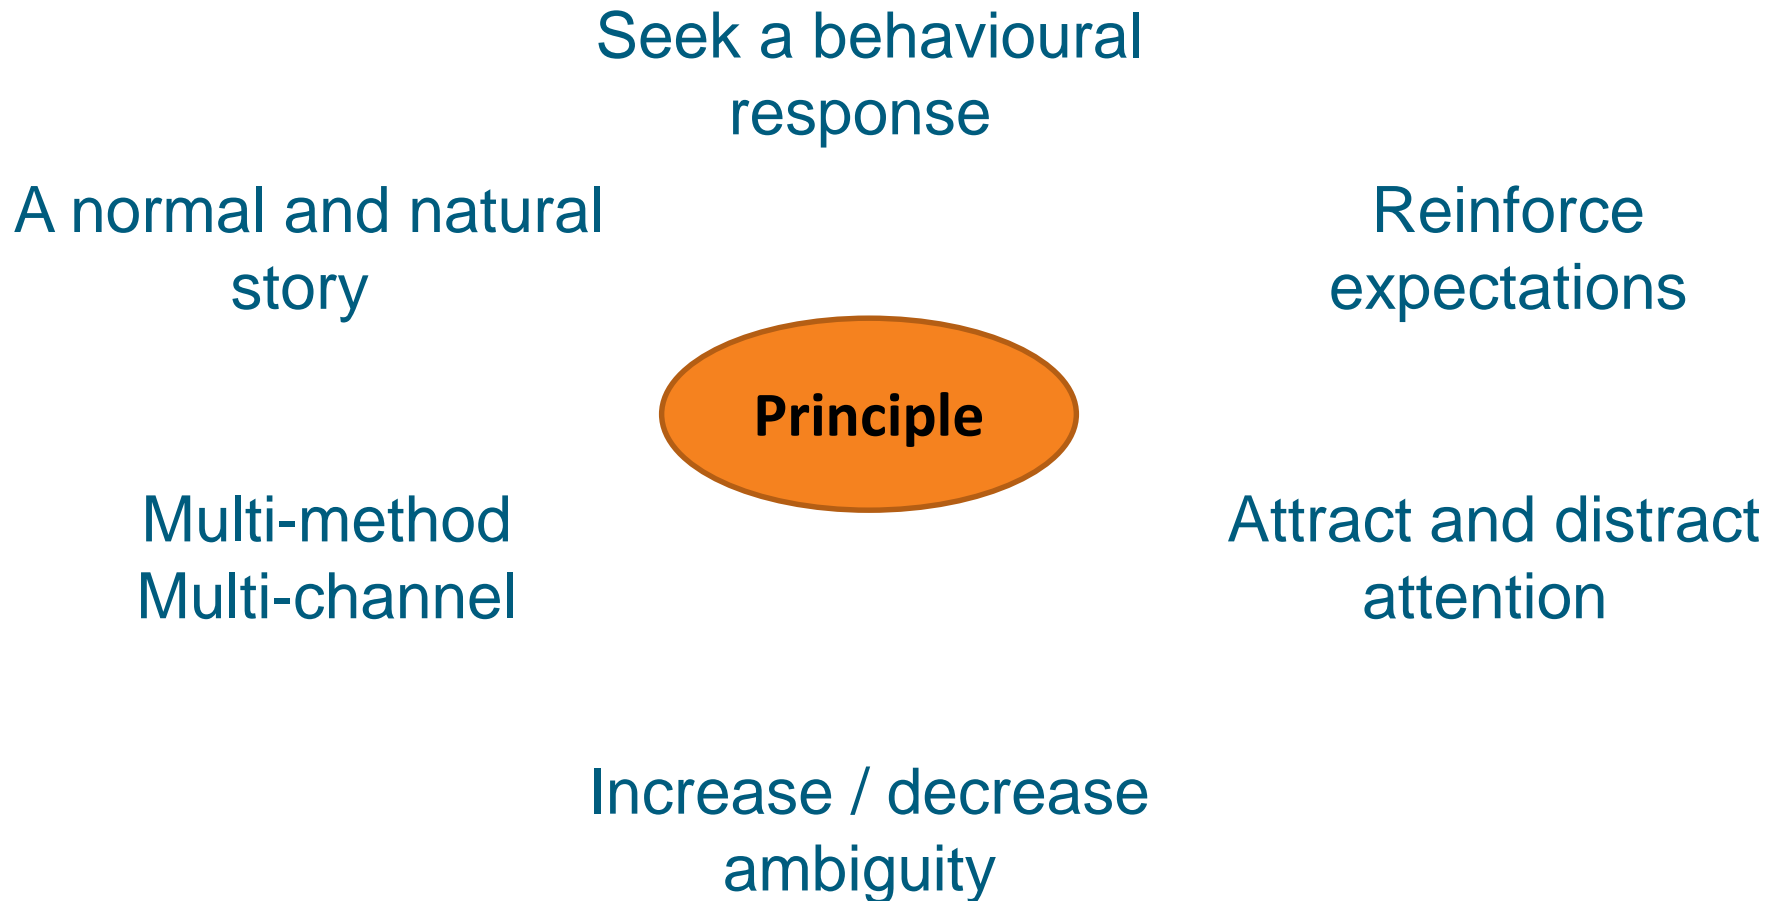 Seek a behavioural
response
A normal and natural
story
Reinforce
expectations
Principle
Multi-method
Multi-channel
Attract and distract
attention
Increase / decrease
ambiguity